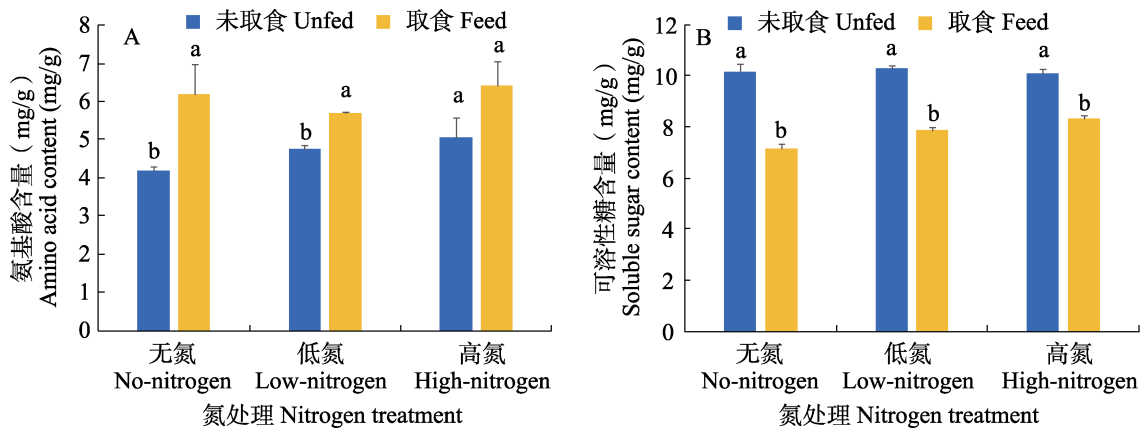 A
未取食 Unfed
取食 Feed
氨基酸含量（mg/g）
Amino acid content (mg/g)
8
7
6
5
4
3
2
1
0
b
a
b
a
a
a
无氮
No-nitrogen
低氮
Low-nitrogen
高氮
High-nitrogen
氮处理 Nitrogen treatment
B
未取食 Unfed
取食 Feed
可溶性糖含量（mg/g）
Soluble sugar content (mg/g)
12
10
8
6
4
2
0
a
b
a
b
a
b
无氮
No-nitrogen
低氮
Low-nitrogen
高氮
High-nitrogen
氮处理 Nitrogen treatment